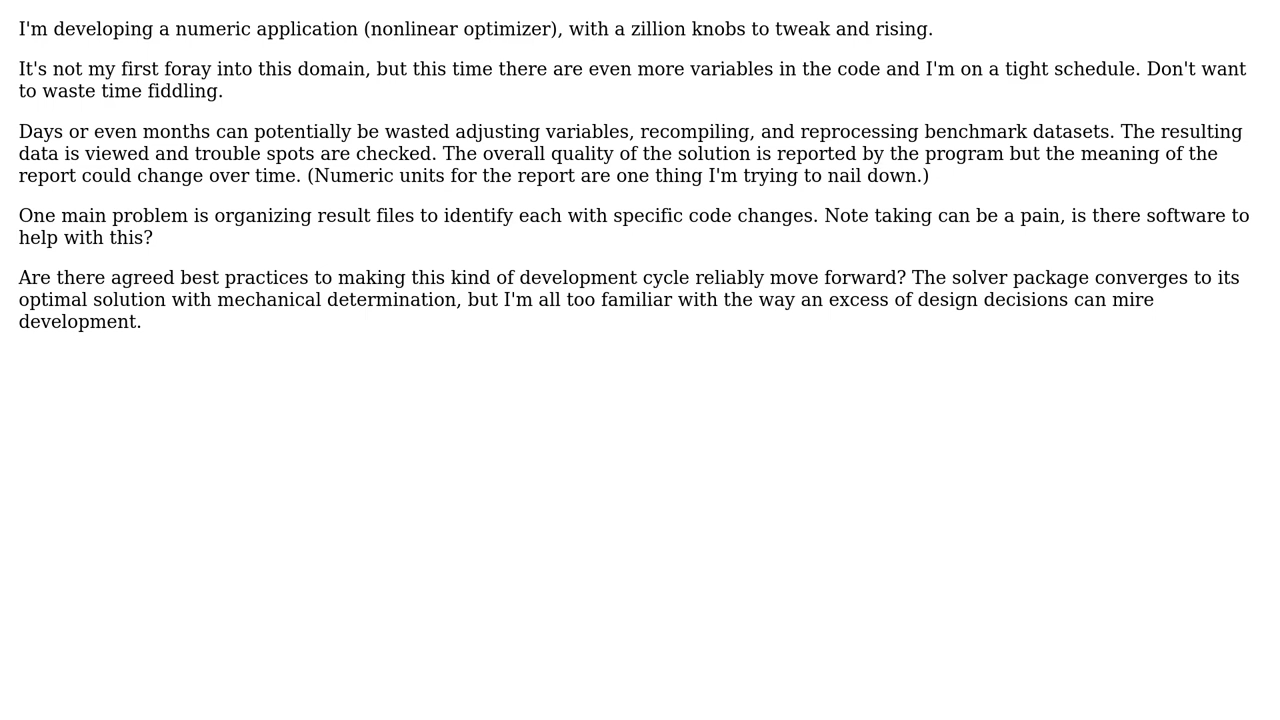 I'm developing a numeric application (nonlinear optimizer), with a zillion knobs to tweak and rising.
It's not my first foray into this domain, but this time there are even more variables in the code and I'm on a tight schedule. Don't want
to waste time fiddling.
Days or even months can potentially be wasted adjusting variables, recompiling, and reprocessing benchmark datasets. The resulting
data is viewed and trouble spots are checked. The overall quality of the solution is reported by the program but the meaning of the
report could change over time. (Numeric units for the report are one thing I'm trying to nail down.)
One main problem is organizing result files to identify each with specific code changes. Note taking can be a pain, is there software to
help with this?
Are there agreed best practices to making this kind of development cycle reliably move forward? The solver package converges to its
optimal solution with mechanical determination, but I'm all too familiar with the way an excess of design decisions can mire
development.